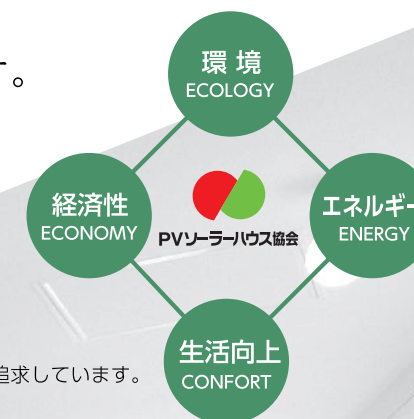 す。
環 境
ECOLOGY
経済性
ECONOMY
PVソーラーハウス協会
エネルギー
ENERGY
生活向上
CONFORT
追求しています。